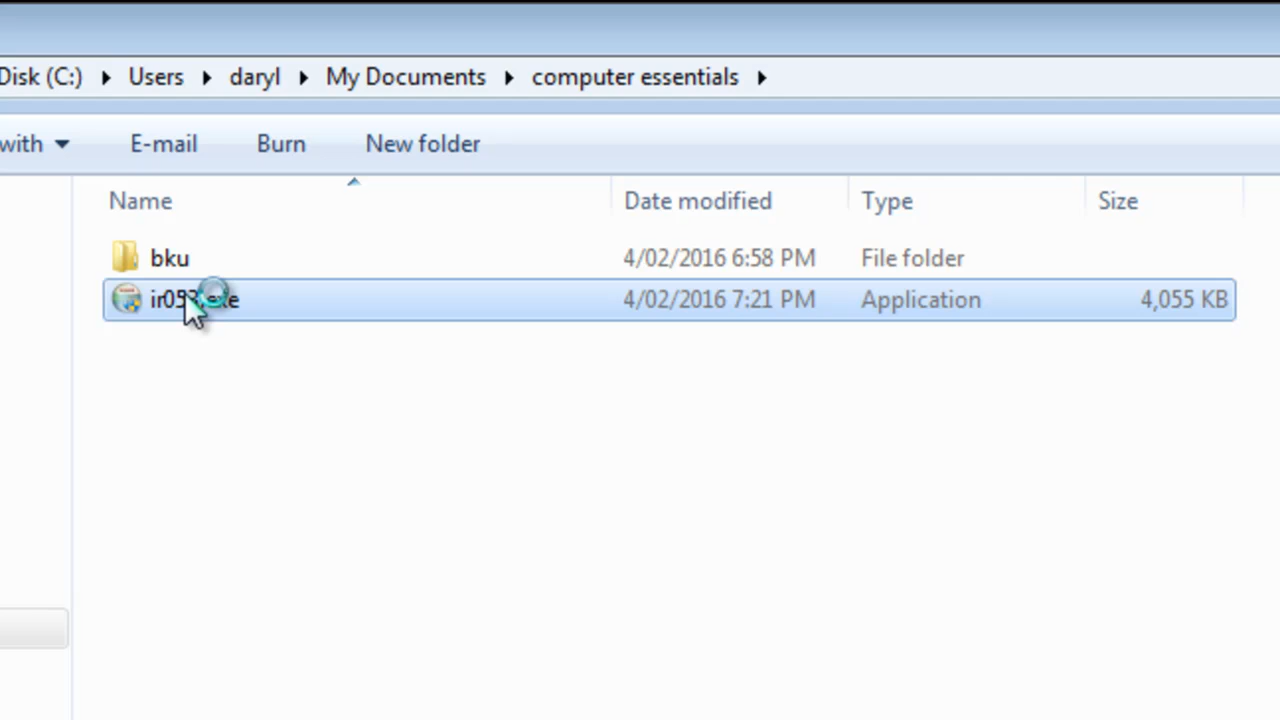 Disk (C:) Users daryl My Documents computer essentials
with E-mail Burn New folder
Name Date modified Type Size
bku 4/02/2016 6:58 PM File folder
4/02/2016 7:21 PM Application 4,055 KB